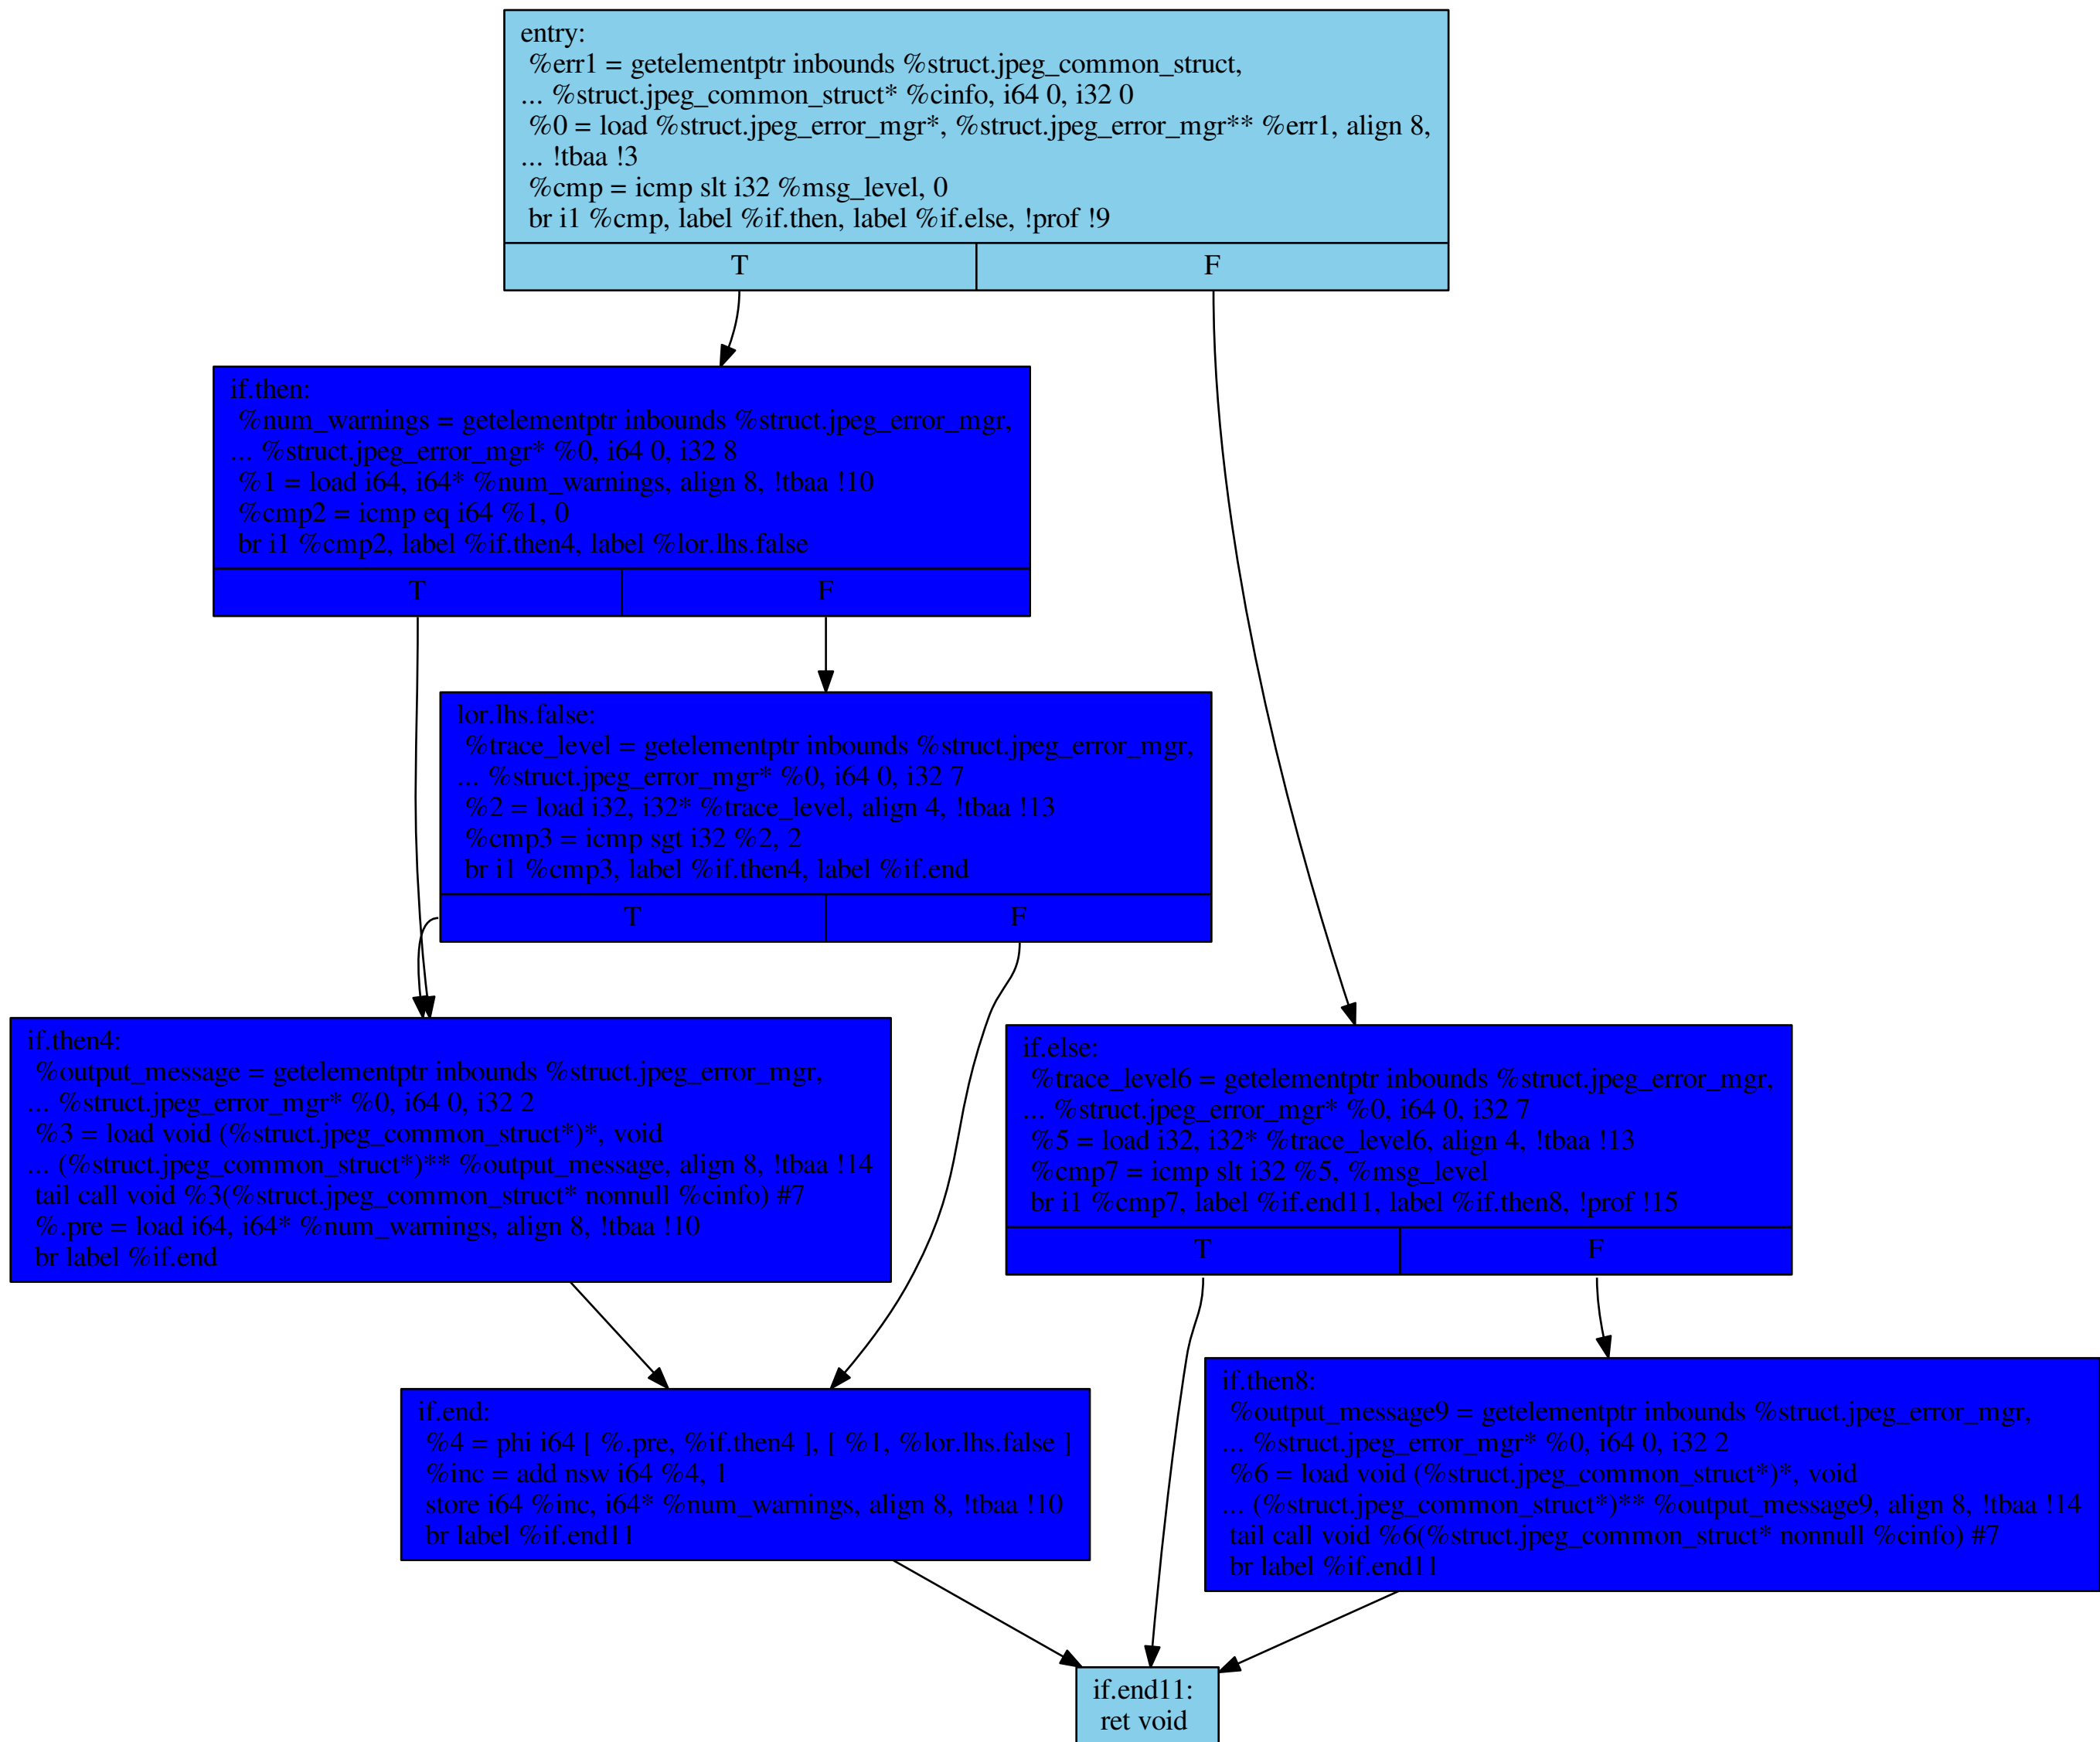 entry:
%err1 = getelementptr inbounds %struct.jpeg_common_struct,
... %struct.jpeg_common_struct* %cinfo, i64 0, i32 0
%0 = load %struct.jpeg_error_mgr*, %struct.jpeg_error_mgr** %err1, align 8,
... !tbaa !3
%cmp = icmp slt i32 %msg_level, 0
br i1 %cmp, label %if.then, label %if.else, !prof !9
T
F
if.then:
%num_warnings = getelementptr inbounds %struct.jpeg_error_mgr,
... %struct.jpeg_error_mgr* %0, i64 0, i32 8
%1 = load i64, i64* %num_warnings, align 8, !tbaa !10
%cmp2 = icmp eq i64 %1, 0
br i1 %cmp2, label %if.then4, label %lor.lhs.false
T
F
lor.lhs.false:
%trace_level = getelementptr inbounds %struct.jpeg_error_mgr,
... %struct.jpeg_error_mgr* %0, i64 0, i32 7
%2 = load i32, i32* %trace_level, align 4, !tbaa !13
%cmp3 = icmp sgt i32 %2, 2
br i1 %cmp3, label %if.then4, label %if.end
T
F
if.then4:
%output_message = getelementptr inbounds %struct.jpeg_error_mgr,
... %struct.jpeg_error_mgr* %0, i64 0, i32 2
%3 = load void (%struct.jpeg_common_struct*)*, void
... (%struct.jpeg_common_struct*)** %output_message, align 8, !tbaa !14
tail call void %3(%struct.jpeg_common_struct* nonnull %cinfo) #7
%.pre = load i64, i64* %num_warnings, align 8, !tbaa !10
br label %if.end
if.else:
%trace_level6 = getelementptr inbounds %struct.jpeg_error_mgr,
... %struct.jpeg_error_mgr* %0, i64 0, i32 7
%5 = load i32, i32* %trace_level6, align 4, !tbaa !13
%cmp7 = icmp slt i32 %5, %msg_level
br i1 %cmp7, label %if.end11, label %if.then8, !prof !15
T
F
if.end:
%4 = phi i64 [ %.pre, %if.then4 ], [ %1, %lor.lhs.false ]
%inc = add nsw i64 %4, 1
store i64 %inc, i64* %num_warnings, align 8, !tbaa !10
br label %if.end11
if.then8:
%output_message9 = getelementptr inbounds %struct.jpeg_error_mgr,
... %struct.jpeg_error_mgr* %0, i64 0, i32 2
%6 = load void (%struct.jpeg_common_struct*)*, void
... (%struct.jpeg_common_struct*)** %output_message9, align 8, !tbaa !14
tail call void %6(%struct.jpeg_common_struct* nonnull %cinfo) #7
br label %if.end11
if.end11:
ret void